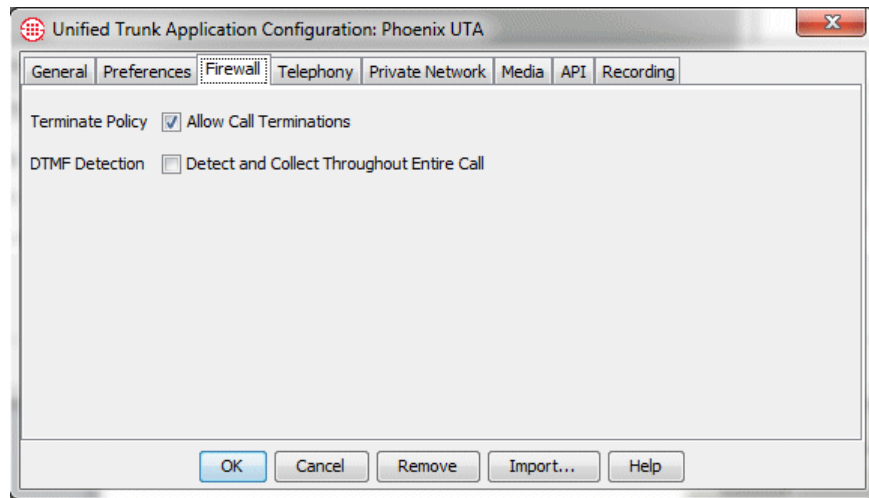 Unified Trunk Application Configuration: Phoenix UTA
General Preferences Firewall Telephony Private Network Media API Recording
Terminate Policy Allow Call Terminations
DTMF Detection Detect and Collect Throughout Entire Call
OK Cancel Remove Import... Help